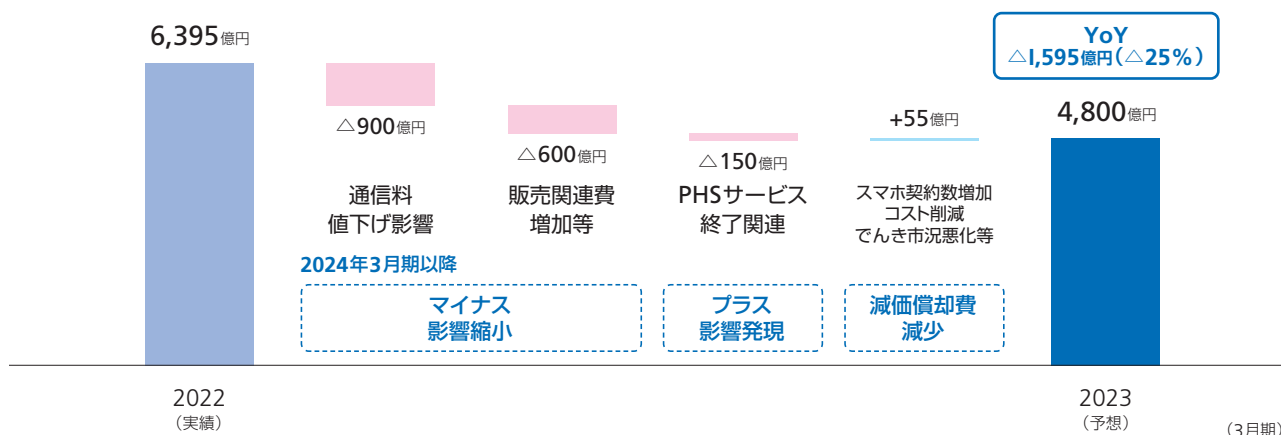 6,395億円
YoY
△1,595億円(△25%)
△900億円
△600億円
△150億円
+55億円
4,800億円
通信料
値下げ影響
販売関連費
増加等
PHSサービス
終了関連
スマホ契約数増加
コスト削減
でんき市況悪化等
2024年3月期以降
マイナス
影響縮小
プラス
影響発現
減価償却費
減少
2022
（実績）
2023
（予想）
（3月期）